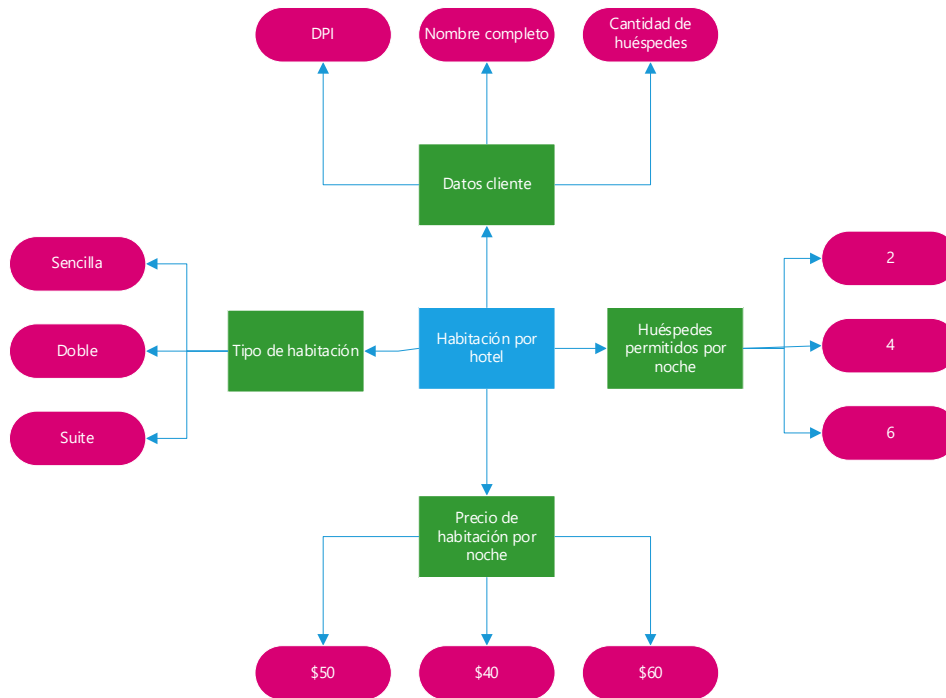 DPI
Nombre completo
Cantidad de
huéspedes
Datos cliente
Sencilla
2
Tipo de habitación
Habitación por
hotel
Huéspedes
permitidos por
noche
Doble
4
Suite
6
Precio de
habitación por
noche
$50
$40
$60